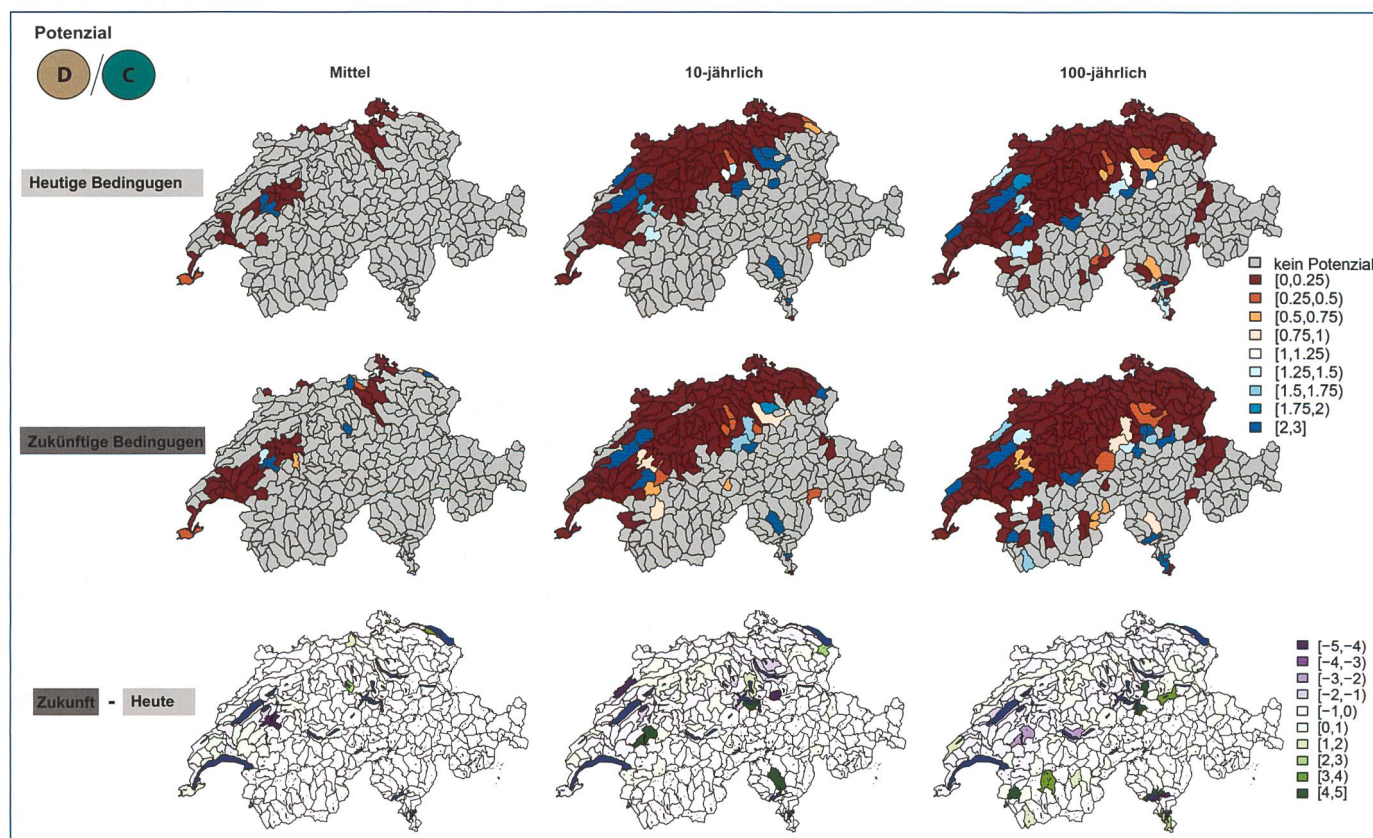 Potenzial
D / C
Mittel
10-jährlich
100-jährlich
Heutige Bedingugen
kein Potenzial
[0,0.25)
[0.25,0.5)
[0.5,0.75)
[0.75,1)
[1,1.25)
[1.25,1.5)
[1.5,1.75)
[1.75,2)
[2,3]
Zukünftige Bedingugen
Zukunft - Heute
[−5,−4)
[−4,−3)
[−3,−2)
[−2,−1)
[−1,0)
[0,1)
[1,2)
[2,3)
[3,4)
[4,5]